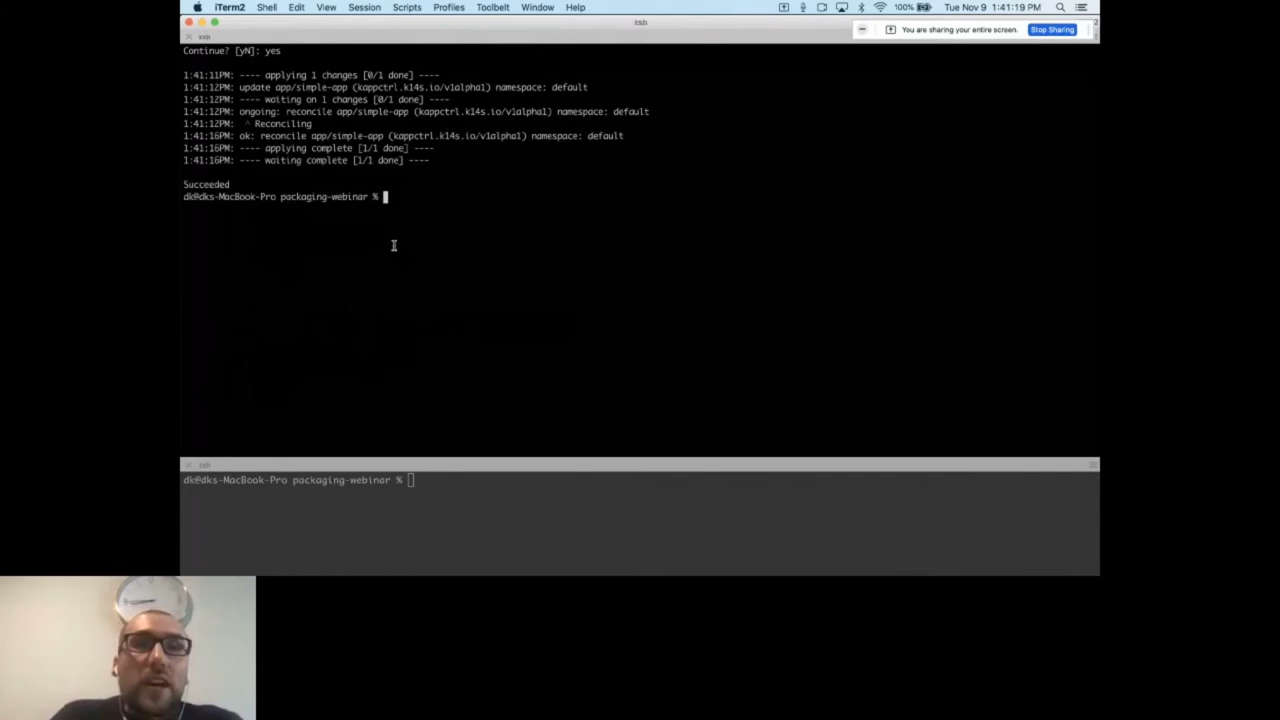 iTerm2 Shell Edit View Session Scripts Profiles Toolbelt Window Help 100% Tue Nov 9 1:41:19 PM
zsh
You are sharing your entire screen. Stop Sharing
zsh
Continue? [yN]: yes
1:41:11PM: ---- applying 1 changes [0/1 done] ----
1:41:12PM: update app/simple-app (kappctrl.k14s.io/v1alpha1) namespace: default
1:41:12PM: ---- waiting on 1 changes [0/1 done] ----
1:41:12PM: ongoing: reconcile app/simple-app (kappctrl.k14s.io/v1alpha1) namespace: default
1:41:12PM: ^ Reconciling
1:41:16PM: ok: reconcile app/simple-app (kappctrl.k14s.io/v1alpha1) namespace: default
1:41:16PM: ---- applying complete [1/1 done] ----
1:41:16PM: ---- waiting complete [1/1 done] ----
Succeeded
dk@dks-MacBook-Pro packaging-webinar %
zsh
dk@dks-MacBook-Pro packaging-webinar %